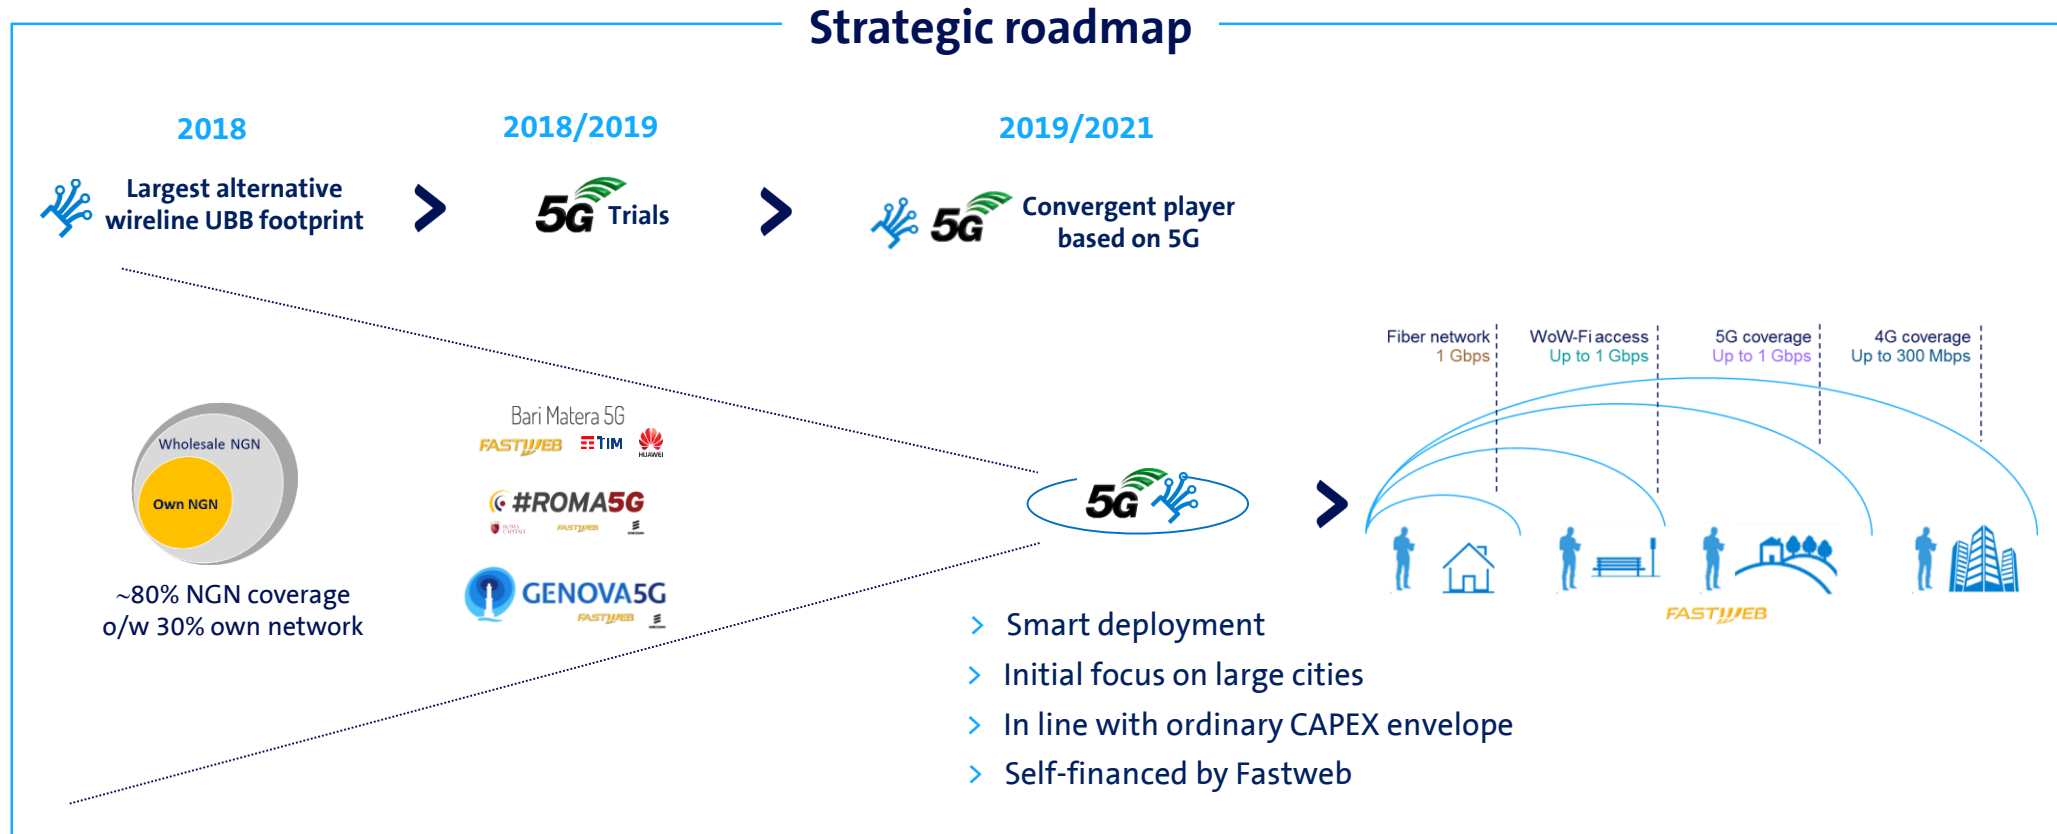 Strategic roadmap
2018
Largest alternative
wireline UBB footprint
2018/2019
5G Trials
2019/2021
5G
Convergent player
based on 5G
Wholesale NGN
Own NGN
~80% NGN coverage
o/w 30% own network
Bari Matera 5G
FASTWEB
TIM
HUAWEI
#ROMA5G
ROMA
CAPITALE
FASTWEB
ERICSSON
GENOVA5G
FASTWEB
5G
Smart deployment
Initial focus on large cities
In line with ordinary CAPEX envelope
Self-financed by Fastweb
Fiber network
1 Gbps
WoW-Fi access
Up to 1 Gbps
5G coverage
Up to 1 Gbps
4G coverage
Up to 300 Mbps
FASTWEB